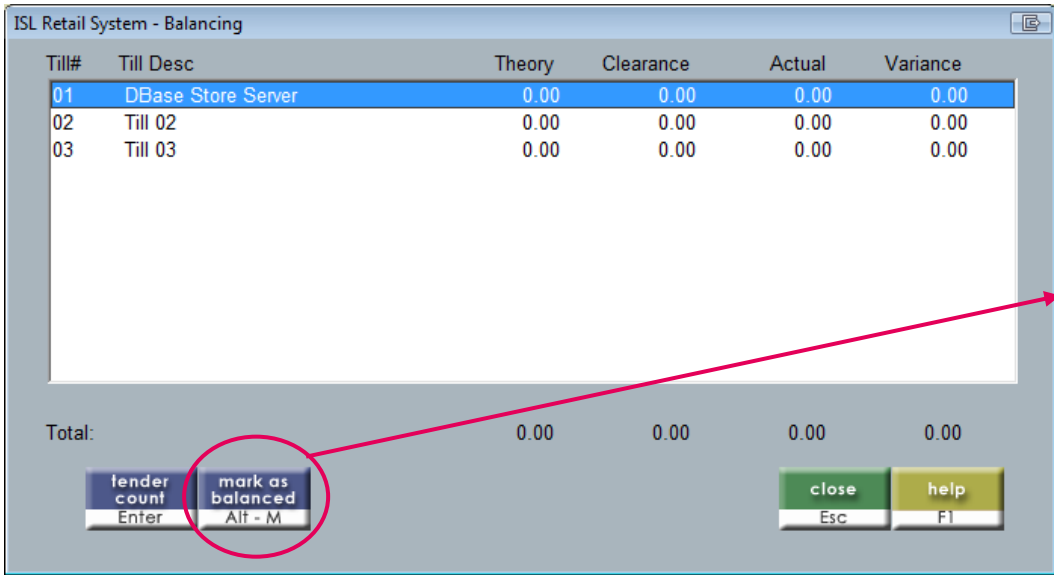 ISL Retail System - Balancing
Till# Till Desc Theory Clearance Actual Variance
01 DBase Store Server 0.00 0.00 0.00 0.00
02 Till 02 0.00 0.00 0.00 0.00
03 Till 03 0.00 0.00 0.00 0.00
Total: 0.00 0.00 0.00 0.00
tender count Enter
mark as balanced Alt - M
close Esc
help F1